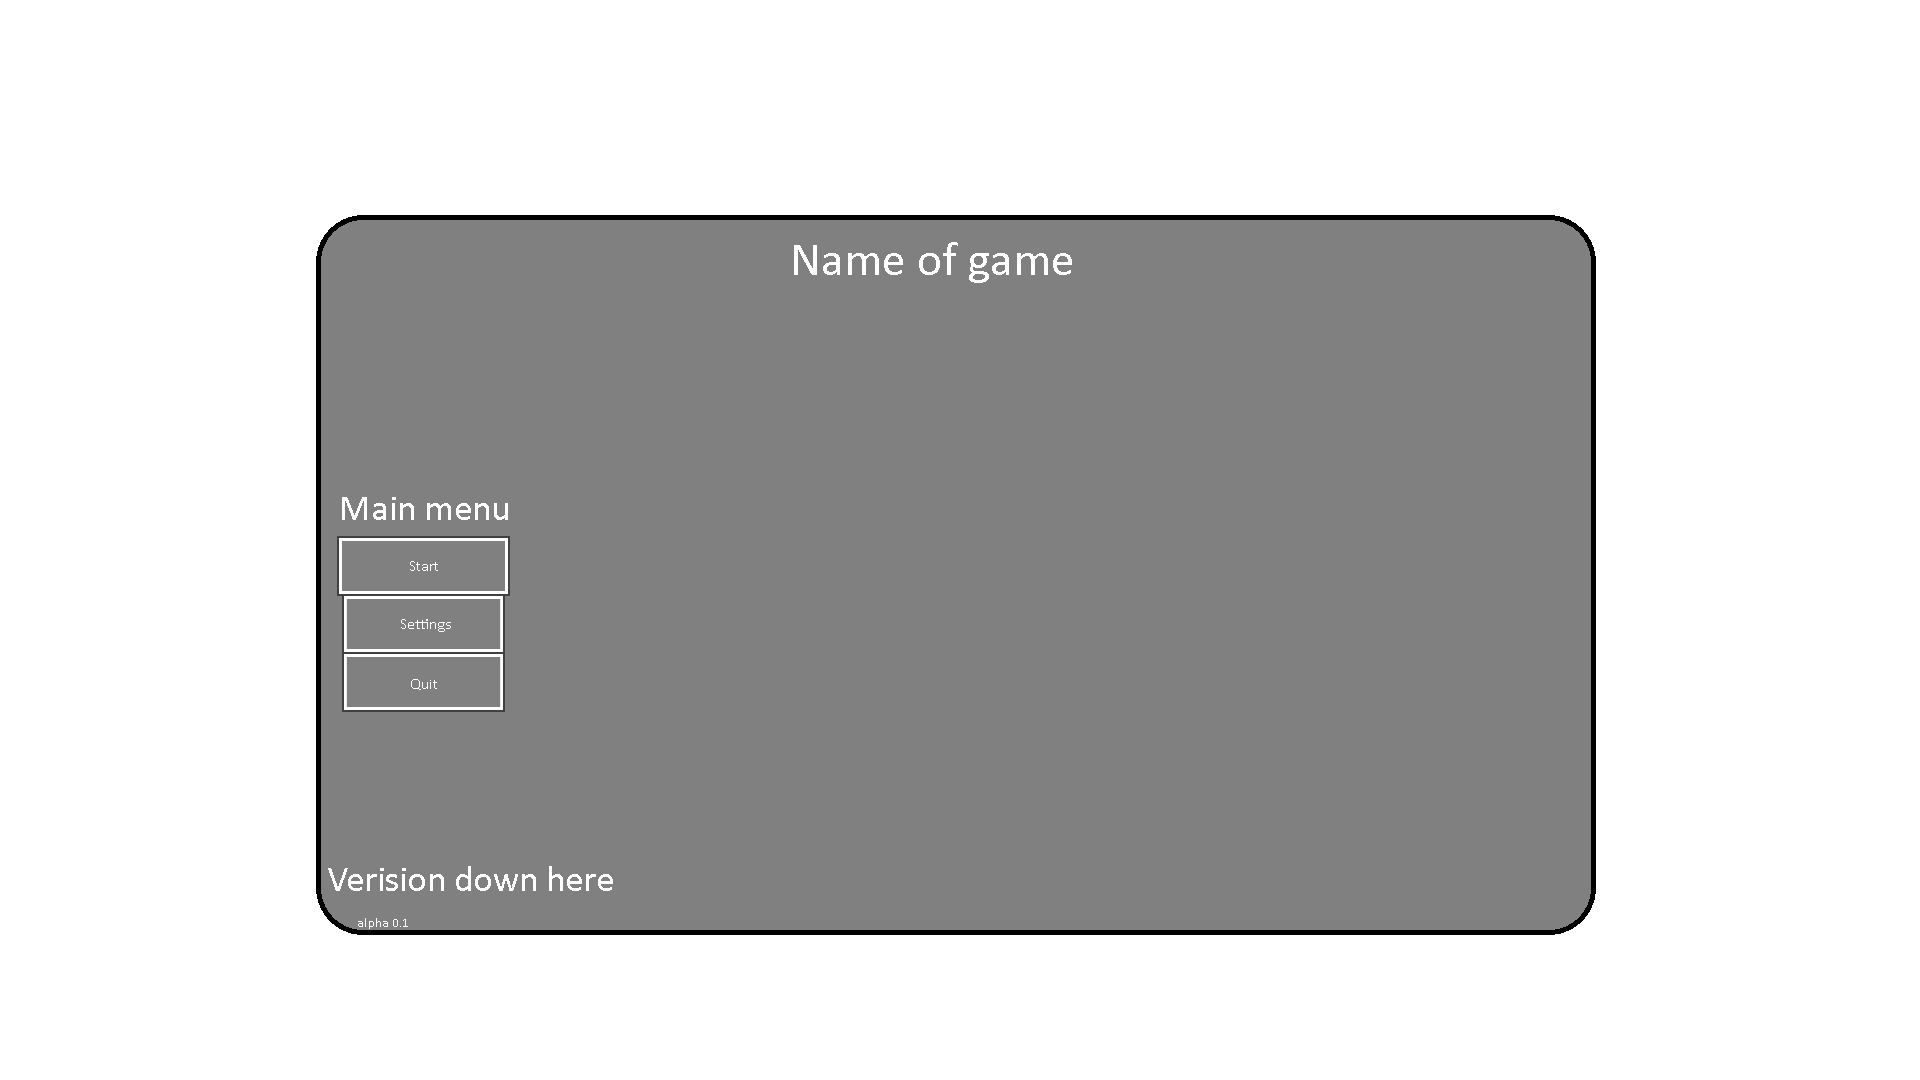 Name of game
Main menu
Start
Settings
Quit
Verision down here
alpha 0.1